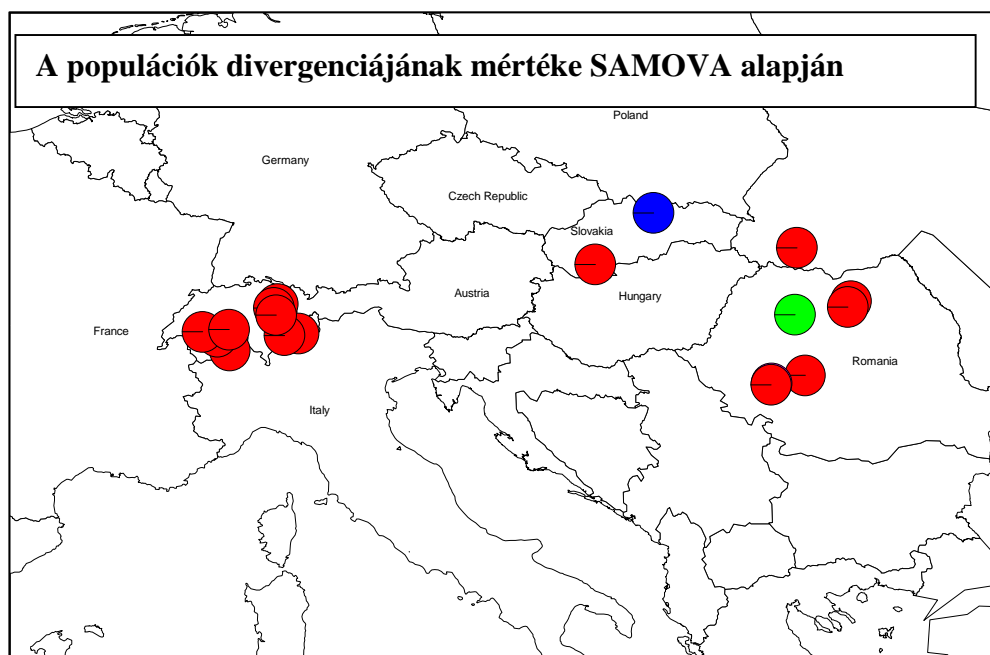 A populációk divergenciájának mértéke SAMOVA alapján
Poland
Germany
Czech Republic
Slovakia
Austria
Hungary
France
Romania
Italy